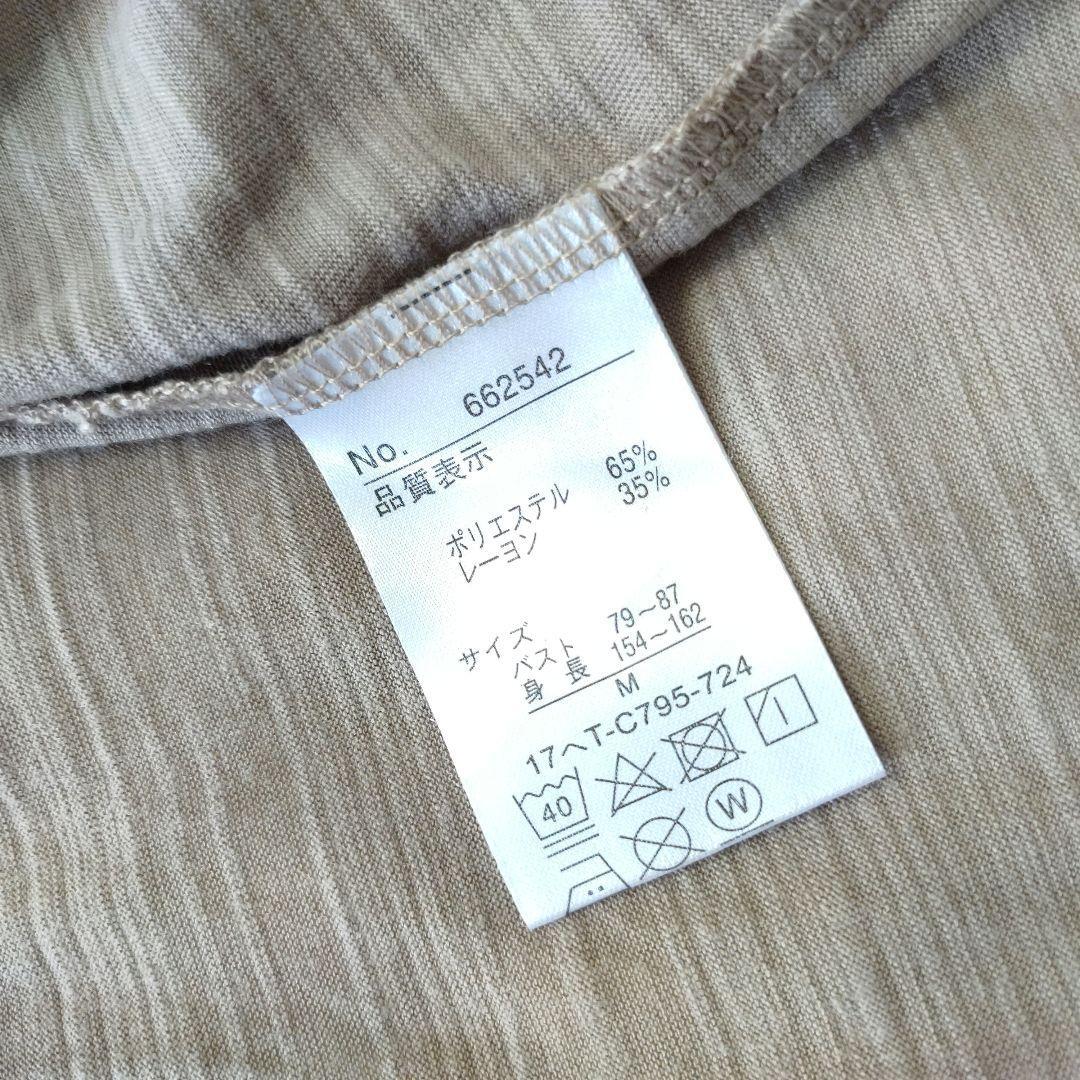 No. 662542
品質表示
ポリエステル 65%
レーヨン 35%
サイズ
バスト 79～87
身長 154～162
M
17へT-C795-724
40
W